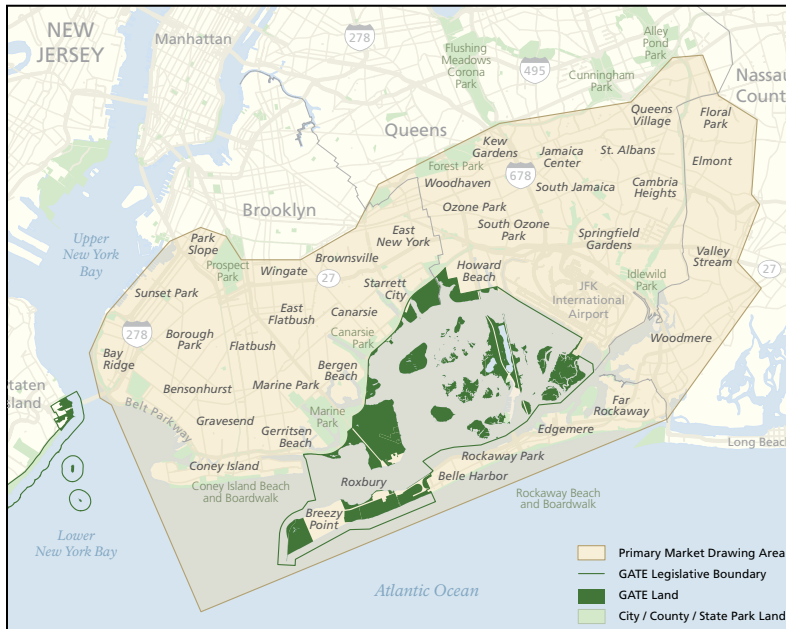 NEW
JERSEY
Manhattan
278
Flushing
Meadows
Corona
Park
495
Alley
Pond
Park
Cunningham
Park
Nassau
Count
Queens
Queens
Village
Floral
Park
Kew
Gardens
Jamaica
Center
St. Albans
Elmont
Forest Park
678
Woodhaven
South Jamaica
Cambria
Heights
Brooklyn
Ozone Park
South Ozone
Park
Springfield
Gardens
Upper
New York
Bay
Park
Slope
East
New York
Brownsville
Prospect
Park
Wingate
27
Howard
Beach
Valley
Stream
27
Idlewild
Park
Starrett
City
JFK
International
Airport
Sunset Park
East
Flatbush
Canarsie
278
Borough
Park
Flatbush
Canarsie
Park
Woodmere
Bay
Ridge
Bergen
Beach
taten
land
Bensonhurst
Marine Park
Belt Parkway
Marine
Park
Far
Rockaway
Gravesend
Gerritsen
Beach
Edgemere
Long Beach
Coney Island
Rockaway Park
Coney Island Beach
and Boardwalk
Roxbury
Belle Harbor
Rockaway Beach
and Boardwalk
Breezy
Point
Lower
New York Bay
Atlantic Ocean
Primary Market Drawing Area
GATE Legislative Boundary
GATE Land
City / County / State Park Land